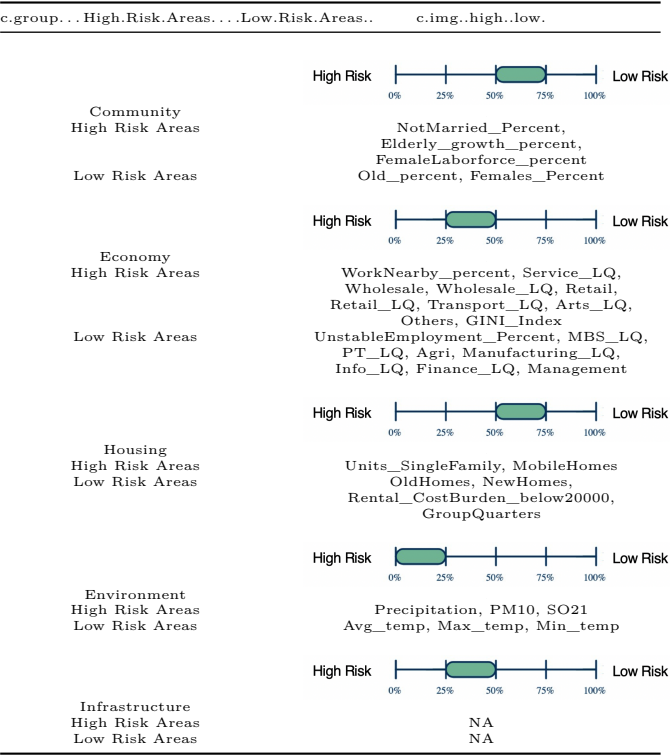 c.group...High.Risk.Areas....Low.Risk.Areas.. c.img..high..low.
High Risk Low Risk
0% 25% 50% 75% 100%
Community
High Risk Areas NotMarried_Percent,
Elderly_growth_percent,
FemaleLaborforce_percent
Low Risk Areas Old_percent, Females_Percent
High Risk Low Risk
0% 25% 50% 75% 100%
Economy
High Risk Areas WorkNearby_percent, Service_LQ,
Wholesale, Wholesale_LQ, Retail,
Retail_LQ, Transport_LQ, Arts_LQ,
Others, GINI_Index
Low Risk Areas UnstableEmployment_Percent, MBS_LQ,
PT_LQ, Agri, Manufacturing_LQ,
Info_LQ, Finance_LQ, Management
High Risk Low Risk
0% 25% 50% 75% 100%
Housing
High Risk Areas Units_SingleFamily, MobileHomes
Low Risk Areas OldHomes, NewHomes,
Rental_CostBurden_below20000,
GroupQuarters
High Risk Low Risk
0% 25% 50% 75% 100%
Environment
High Risk Areas Precipitation, PM10, SO21
Low Risk Areas Avg_temp, Max_temp, Min_temp
High Risk Low Risk
0% 25% 50% 75% 100%
Infrastructure
High Risk Areas NA
Low Risk Areas NA